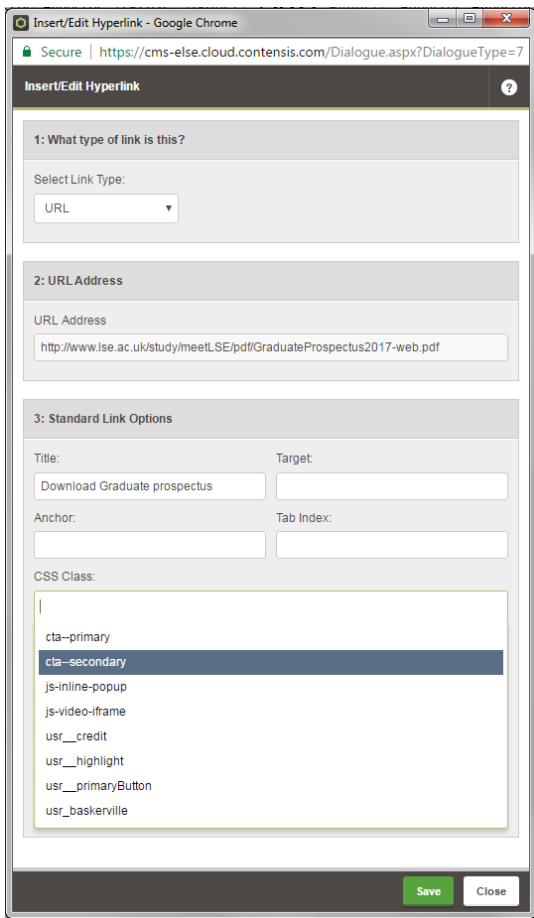 Insert/Edit Hyperlink - Google Chrome
Secure | https://cms-else.cloud.contensis.com/Dialogue.aspx?DialogueType=7
Insert/Edit Hyperlink ?
1: What type of link is this?
Select Link Type:
URL
2: URL Address
URL Address
http://www.lse.ac.uk/study/meetLSE/pdf/GraduateProspectus2017-web.pdf
3: Standard Link Options
Title: Target:
Download Graduate prospectus
Anchor: Tab Index:
CSS Class:
cta--primary
cta--secondary
js-inline-popup
js-video-iframe
usr__credit
usr__highlight
usr__primaryButton
usr_baskerville
Save Close